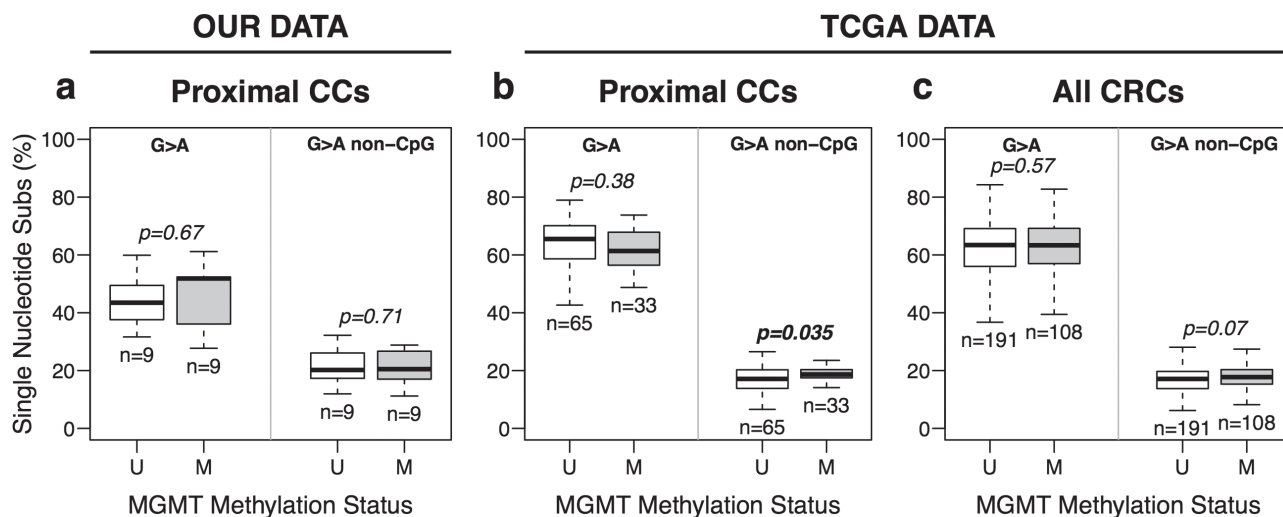 OUR DATA
TCGA DATA
a Proximal CCs
b Proximal CCs
c All CRCs
Single Nucleotide Subs (%)
100
80
60
40
20
0
G>A
G>A non−CpG
p=0.67
n=9
n=9
p=0.71
n=9
n=9
U M U M
MGMT Methylation Status
100
80
60
40
20
0
G>A
G>A non−CpG
p=0.38
n=65
n=33
p=0.035
n=65
n=33
U M U M
MGMT Methylation Status
100
80
60
40
20
0
G>A
G>A non−CpG
p=0.57
n=191
n=108
p=0.07
n=191
n=108
U M U M
MGMT Methylation Status